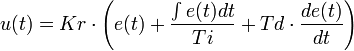 u(t) = Kr · ( e(t) + ∫ e(t)dt / Ti + Td · de(t) / dt )